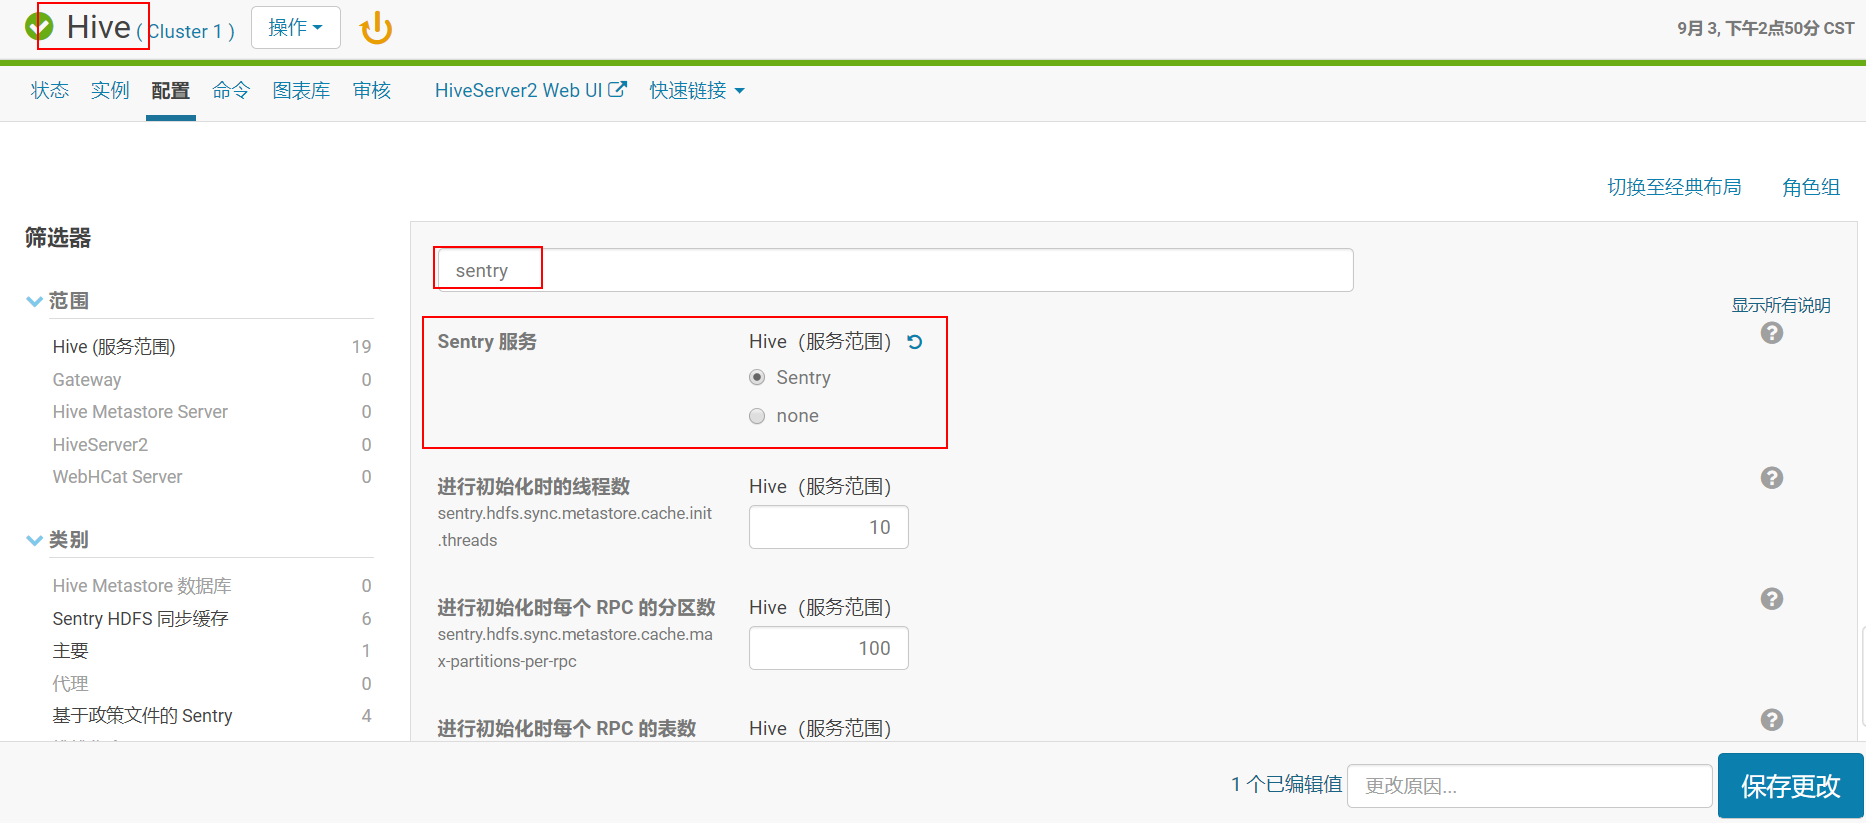 Hive ( Cluster 1 ) 操作
9月 3, 下午2点50分 CST
状态 实例 配置 命令 图表库 审核 HiveServer2 Web UI 快速链接
切换至经典布局 角色组
筛选器
范围
Hive (服务范围) 19
Gateway 0
Hive Metastore Server 0
HiveServer2 0
WebHCat Server 0
类别
Hive Metastore 数据库 0
Sentry HDFS 同步缓存 6
主要 1
代理 0
基于政策文件的 Sentry 4
sentry
显示所有说明
Sentry 服务 Hive（服务范围）
Sentry
none
进行初始化时的线程数 Hive（服务范围）
sentry.hdfs.sync.metastore.cache.init
.threads
10
进行初始化时每个 RPC 的分区数 Hive（服务范围）
sentry.hdfs.sync.metastore.cache.ma
x-partitions-per-rpc
100
进行初始化时每个 RPC 的表数 Hive（服务范围）
1 个已编辑值 更改原因... 保存更改